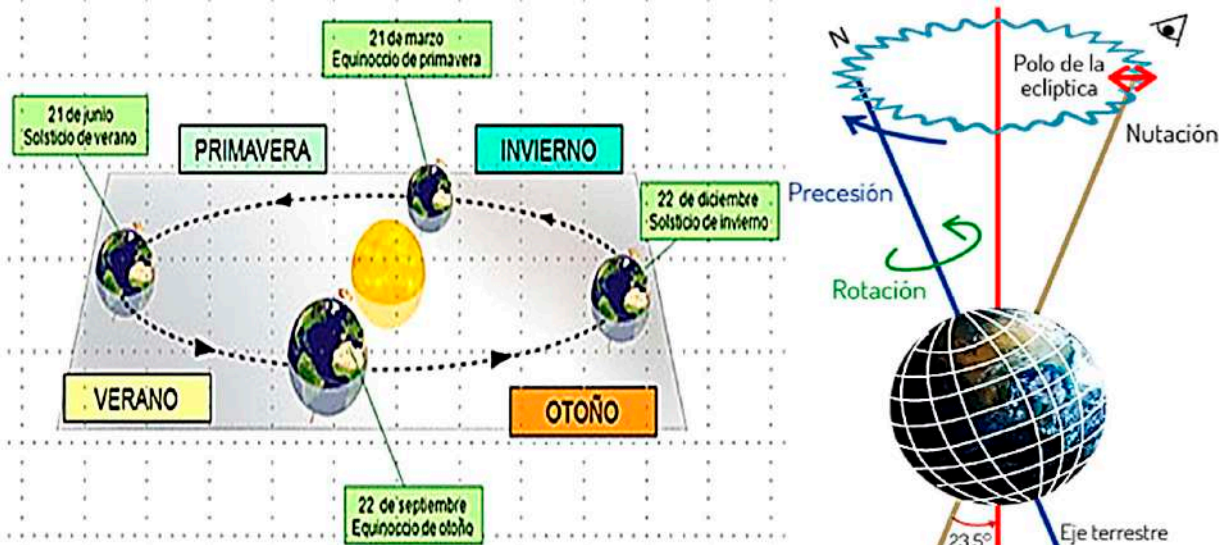 21 de marzo
Equinoccio de primavera
21 de junio
Solsticio de verano
PRIMAVERA
INVIERNO
22 de diciembre
Solsticio de invierno
VERANO
OTOÑO
22 de septiembre
Equinoccio de otoño
N
Polo de la
eclíptica
Nutación
Precesión
Rotación
23.5°
Eje terrestre